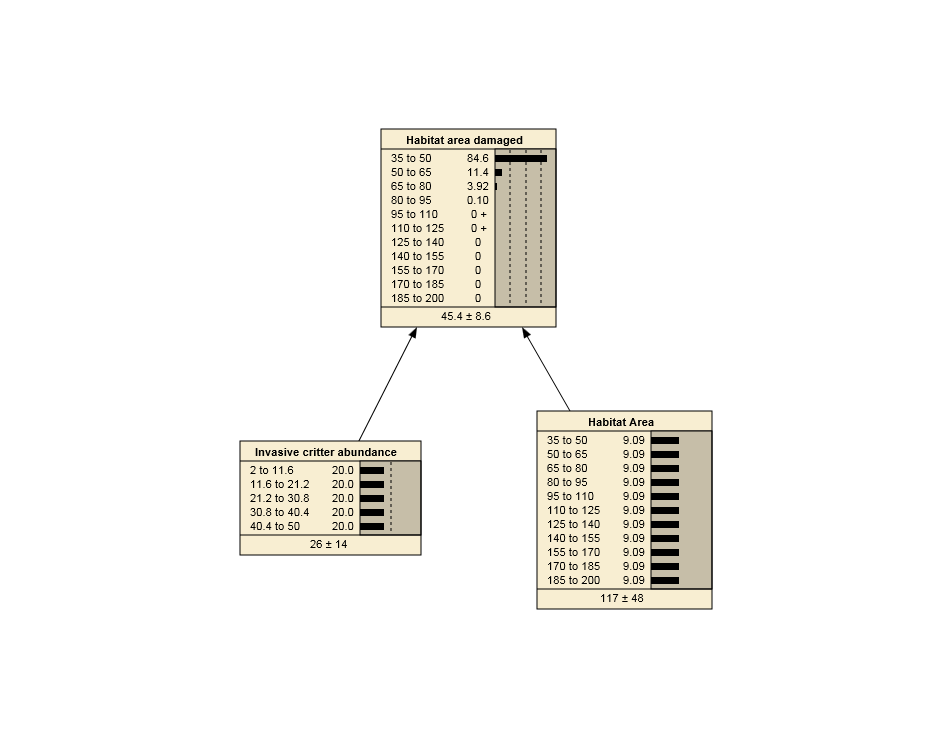 Habitat area damaged
35 to 50 84.6
50 to 65 11.4
65 to 80 3.92
80 to 95 0.10
95 to 110 0 +
110 to 125 0 +
125 to 140 0
140 to 155 0
155 to 170 0
170 to 185 0
185 to 200 0
45.4 ± 8.6
Invasive critter abundance
2 to 11.6 20.0
11.6 to 21.2 20.0
21.2 to 30.8 20.0
30.8 to 40.4 20.0
40.4 to 50 20.0
26 ± 14
Habitat Area
35 to 50 9.09
50 to 65 9.09
65 to 80 9.09
80 to 95 9.09
95 to 110 9.09
110 to 125 9.09
125 to 140 9.09
140 to 155 9.09
155 to 170 9.09
170 to 185 9.09
185 to 200 9.09
117 ± 48